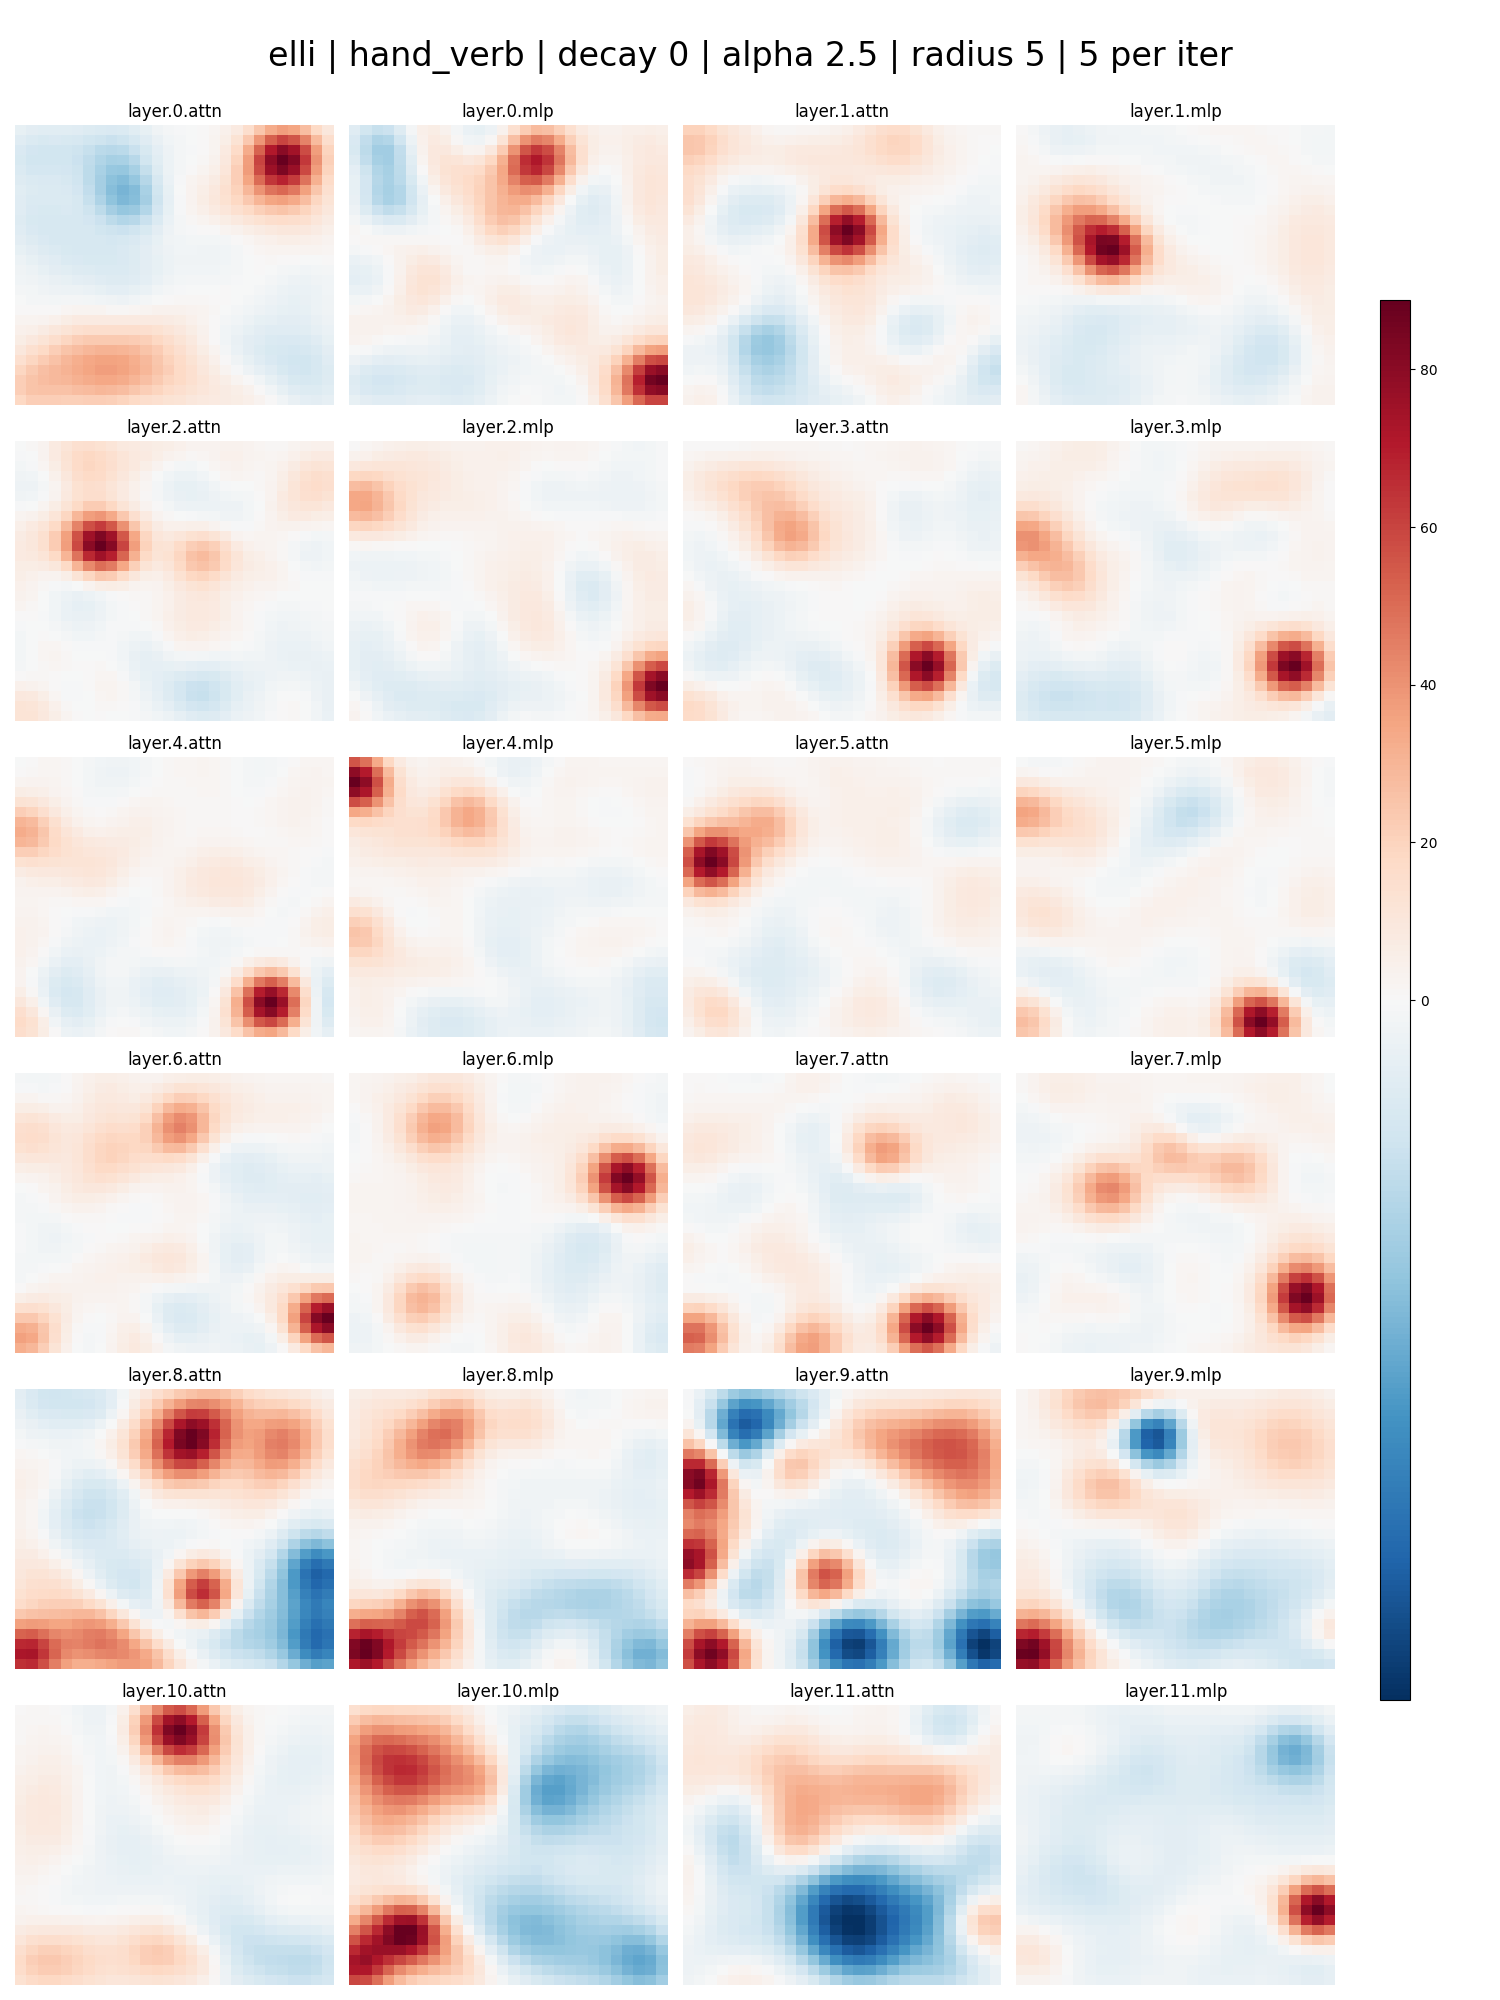 elli | hand_verb | decay 0 | alpha 2.5 | radius 5 | 5 per iter
layer.0.attn
layer.0.mlp
layer.1.attn
layer.1.mlp
layer.2.attn
layer.2.mlp
layer.3.attn
layer.3.mlp
layer.4.attn
layer.4.mlp
layer.5.attn
layer.5.mlp
layer.6.attn
layer.6.mlp
layer.7.attn
layer.7.mlp
layer.8.attn
layer.8.mlp
layer.9.attn
layer.9.mlp
layer.10.attn
layer.10.mlp
layer.11.attn
layer.11.mlp
80
60
40
20
0